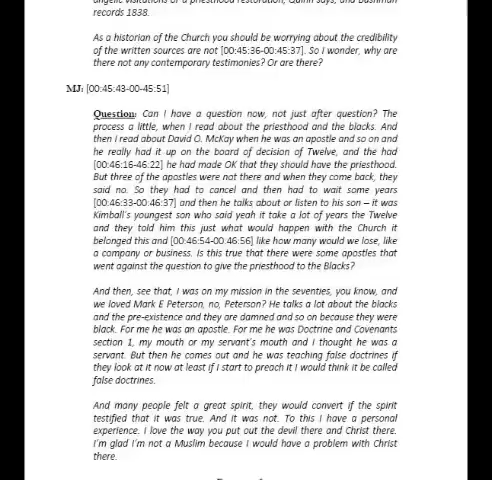 angelic visitations or a priesthood restoration, Quinn says, and Bushman
records 1838.
As a historian of the Church you should be worrying about the credibility
of the written sources are not [00:45:36-00:45:37]. So I wonder, why are
there not any contemporary testimonies? Or are there?
MJ: [00:45:43-00-45:51]
Question: Can I have a question now, not just after question? The
process a little, when I read about the priesthood and the blacks. And
then I read about David O. McKay when he was an apostle and so on and
he really had it up on the board of decision of Twelve, and the had
[00:46:16-46:22] he had made OK that they should have the priesthood.
But three of the apostles were not there and when they come back, they
said no. So they had to cancel and then had to wait some years
[00:46:33-00:46:37] and then he talks about or listen to his son – it was
Kimball's youngest son who said yeah it take a lot of years the Twelve
and they told him this just what would happen with the Church it
belonged this and [00:46:54-00:46:56] like how many would we lose, like
a company or business. Is this true that there were some apostles that
went against the question to give the priesthood to the Blacks?
And then, see that, I was on my mission in the seventies, you know, and
we loved Mark E Peterson, no, Peterson? He talks a lot about the blacks
and the pre-existence and they are damned and so on because they were
black. For me he was an apostle. For me he was Doctrine and Covenants
section 1, my mouth or my servant's mouth and I thought he was a
servant. But then he comes out and he was teaching false doctrines if
they look at it now at least if I start to preach it I would think it be called
false doctrines.
And many people felt a great spirit, they would convert if the spirit
testified that it was true. And it was not. To this I have a personal
experience. I love the way you put out the devil there and Christ there.
I'm glad I'm not a Muslim because I would have a problem with Christ
there.